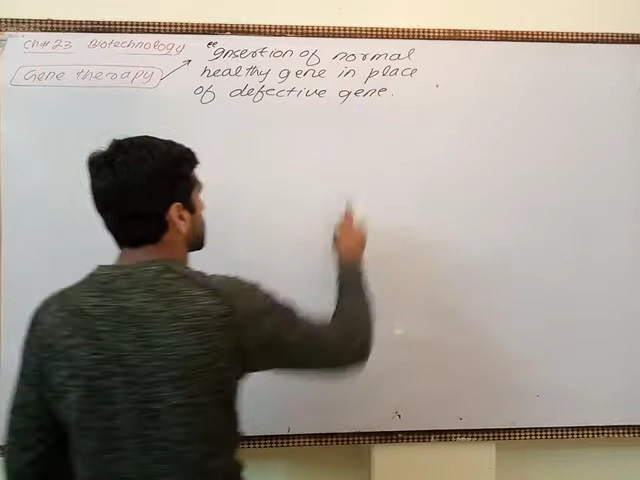 Ch# 23 Biotechnology
Gene therapy
"Insertion of normal
healthy gene in place
of defective gene.